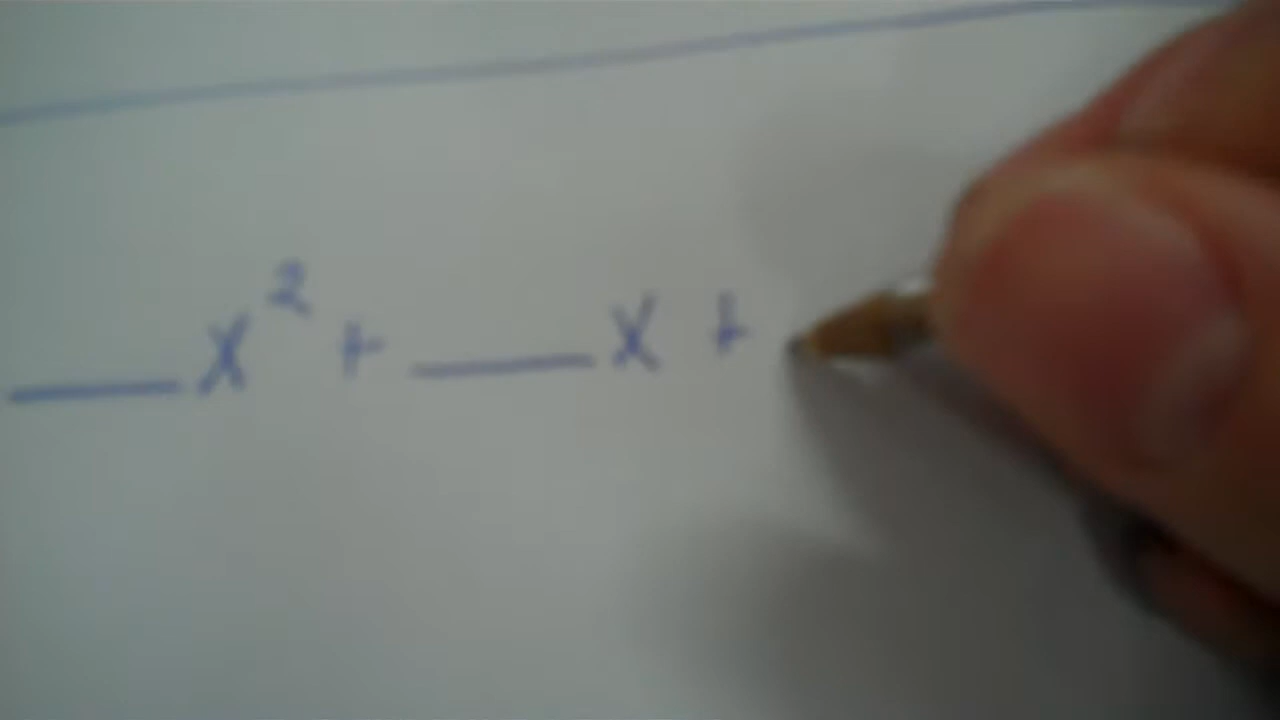 ___x² + ___x +